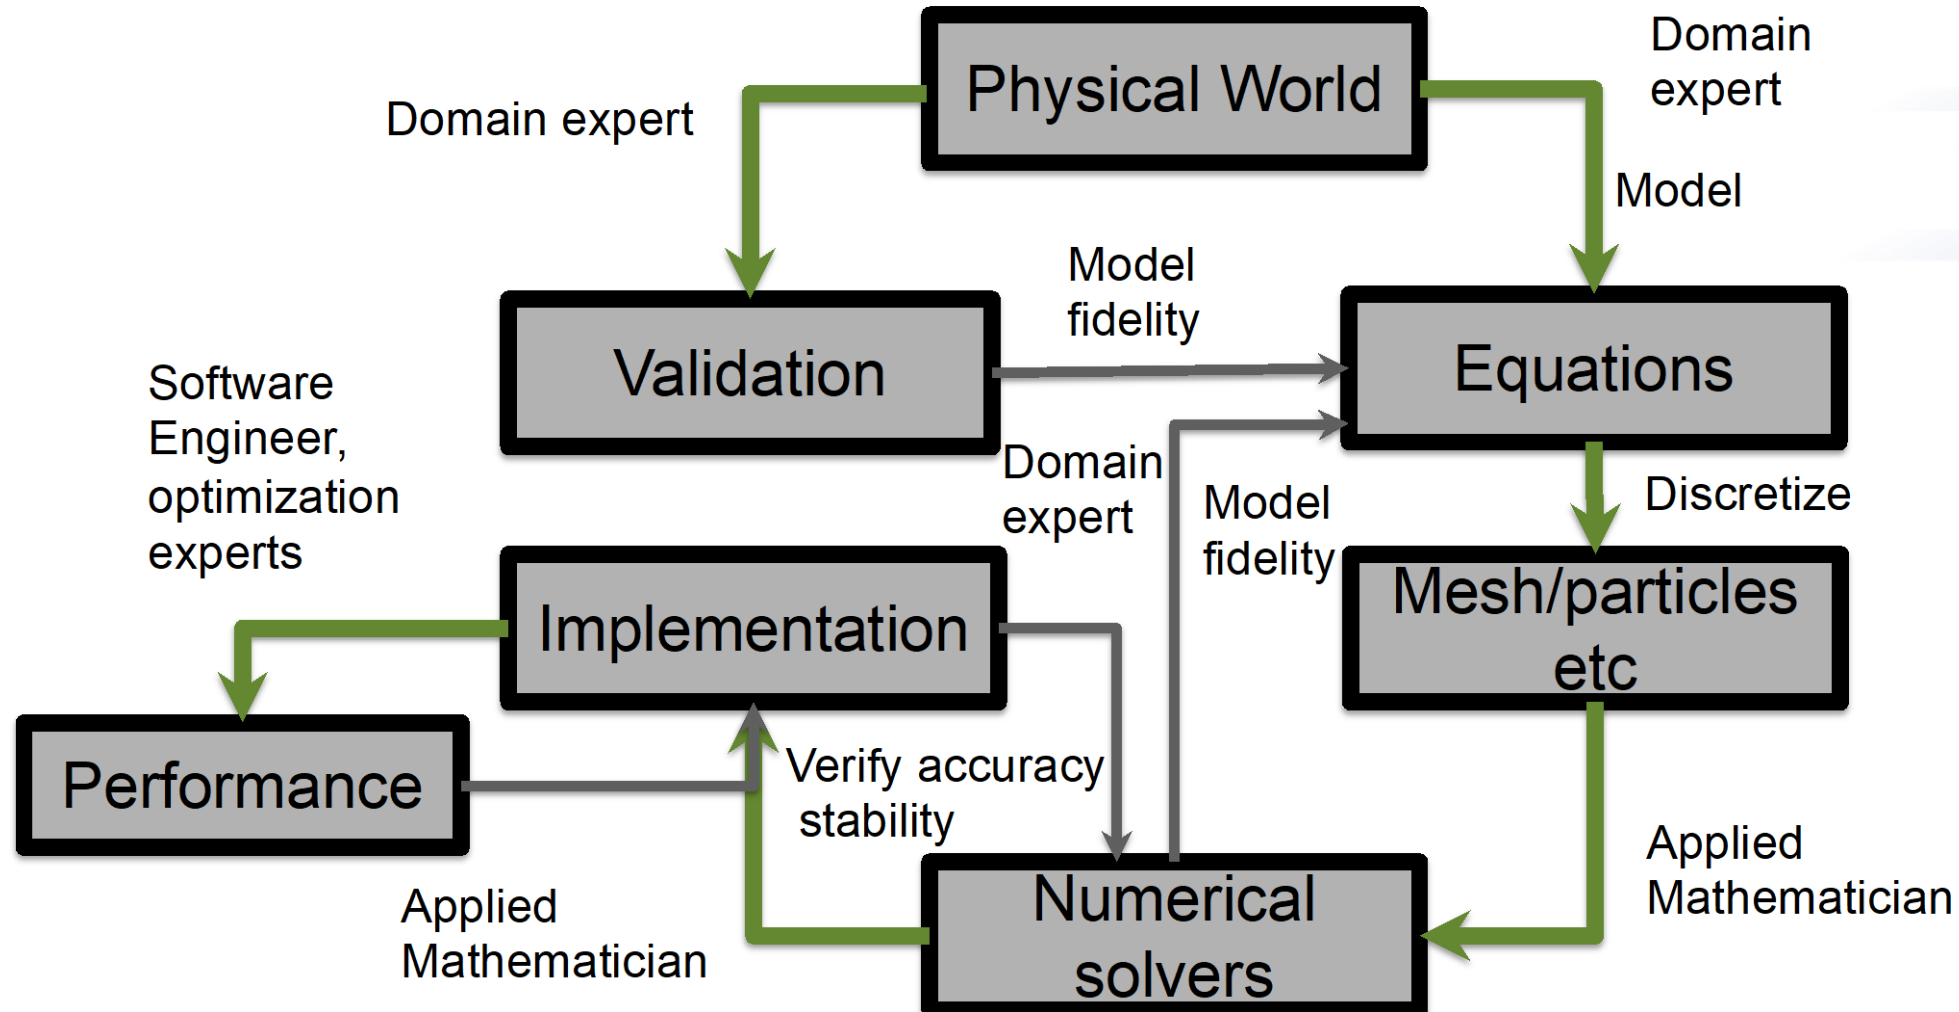 Physical World
Domain
expert
Domain expert
Model
Model
fidelity
Validation
Equations
Software
Engineer,
optimization
experts
Domain
expert
Model
fidelity
Discretize
Implementation
Mesh/particles
etc
Performance
Verify accuracy
stability
Applied
Mathematician
Numerical
solvers
Applied
Mathematician